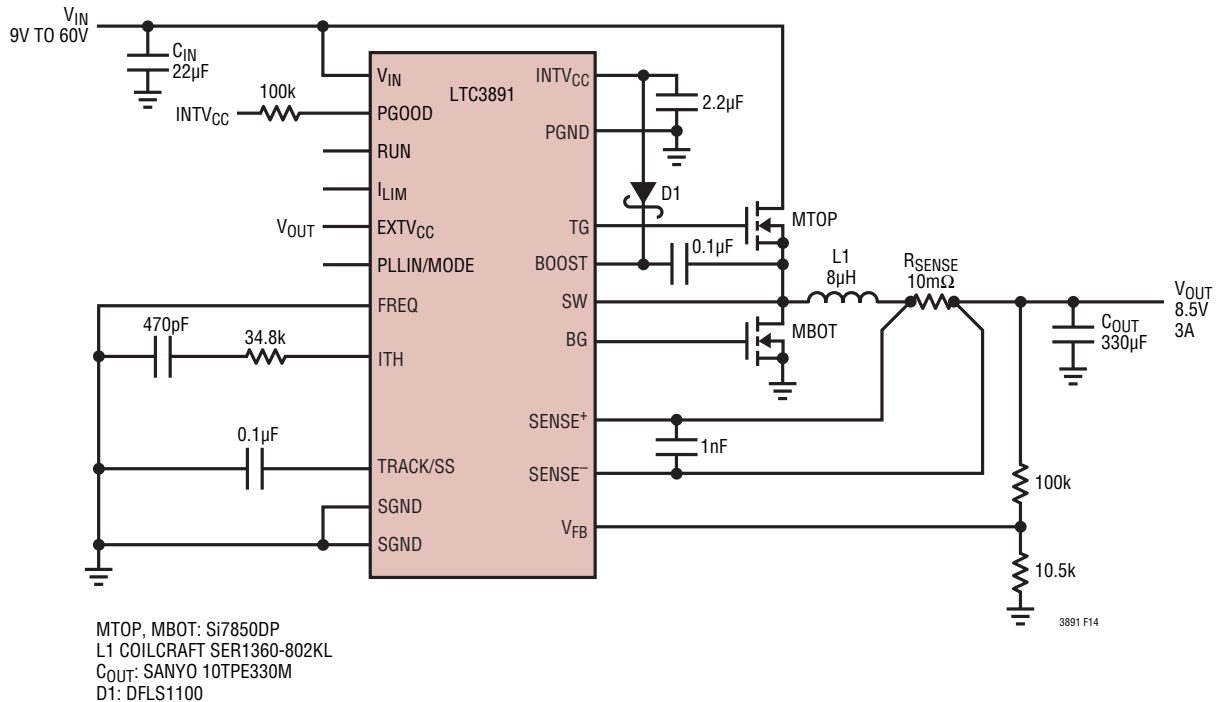 VIN
9V TO 60V
CIN
22µF
100k
INTVCC
LTC3891
VIN
PGOOD
RUN
ILIM
VOUT
EXTVCC
PLLIN/MODE
FREQ
470pF
34.8k
ITH
0.1µF
TRACK/SS
SGND
SGND
INTVCC
2.2µF
PGND
D1
TG
MTOP
BOOST
0.1µF
SW
L1
8µH
RSENSE
10mΩ
VOUT
8.5V
3A
COUT
330µF
BG
MBOT
SENSE+
1nF
SENSE–
100k
VFB
10.5k
3891 F14
MTOP, MBOT: Si7850DP
L1 COILCRAFT SER1360-802KL
COUT: SANYO 10TPE330M
D1: DFLS1100